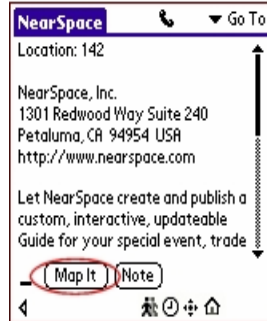 NearSpace
Go To
Location: 142
NearSpace, Inc.
1301 Redwood Way Suite 240
Petaluma, CA 94954 USA
http://www.nearspace.com
Let NearSpace create and publish a
custom, interactive, updateable
Guide for your special event, trade
Map It
Note